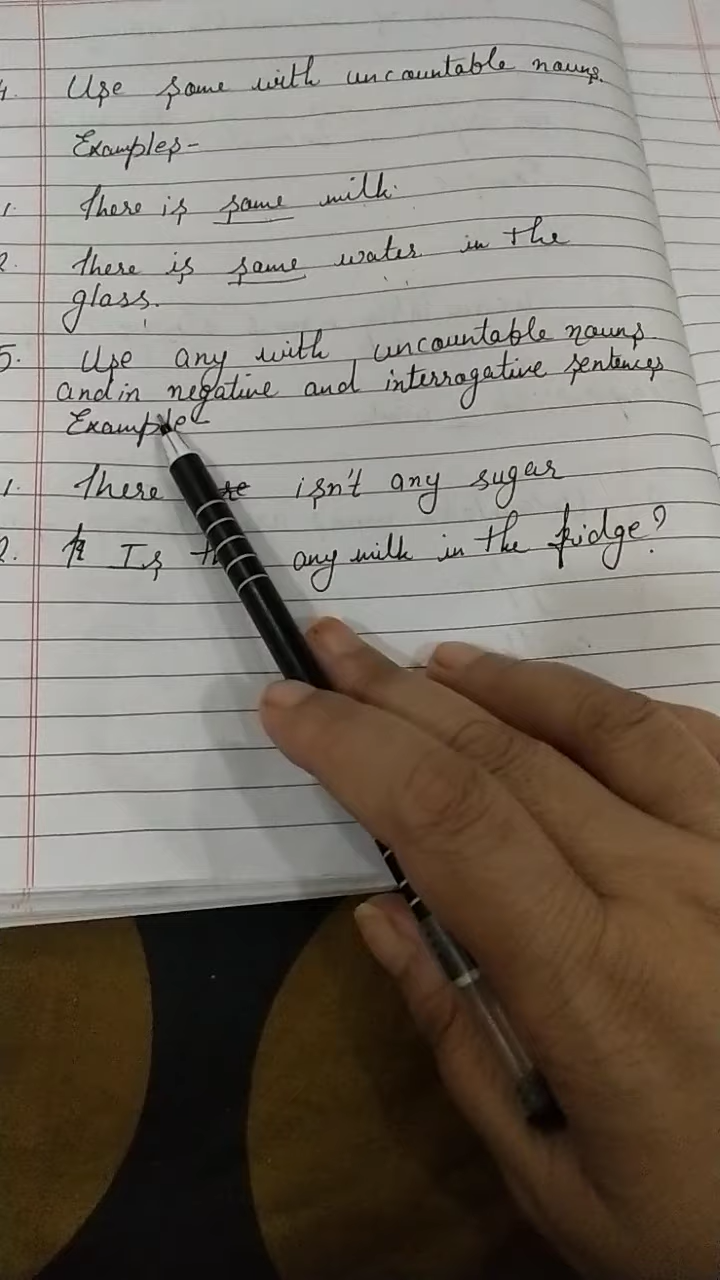 4. Use some with uncountable nouns.
Examples-
1. There is some milk.
2. There is some water in the
glass.
5. Use any with uncountable nouns
and in negative and interrogative sentences
Example-
1. There isn't any sugar
2. Is any milk in the fridge?